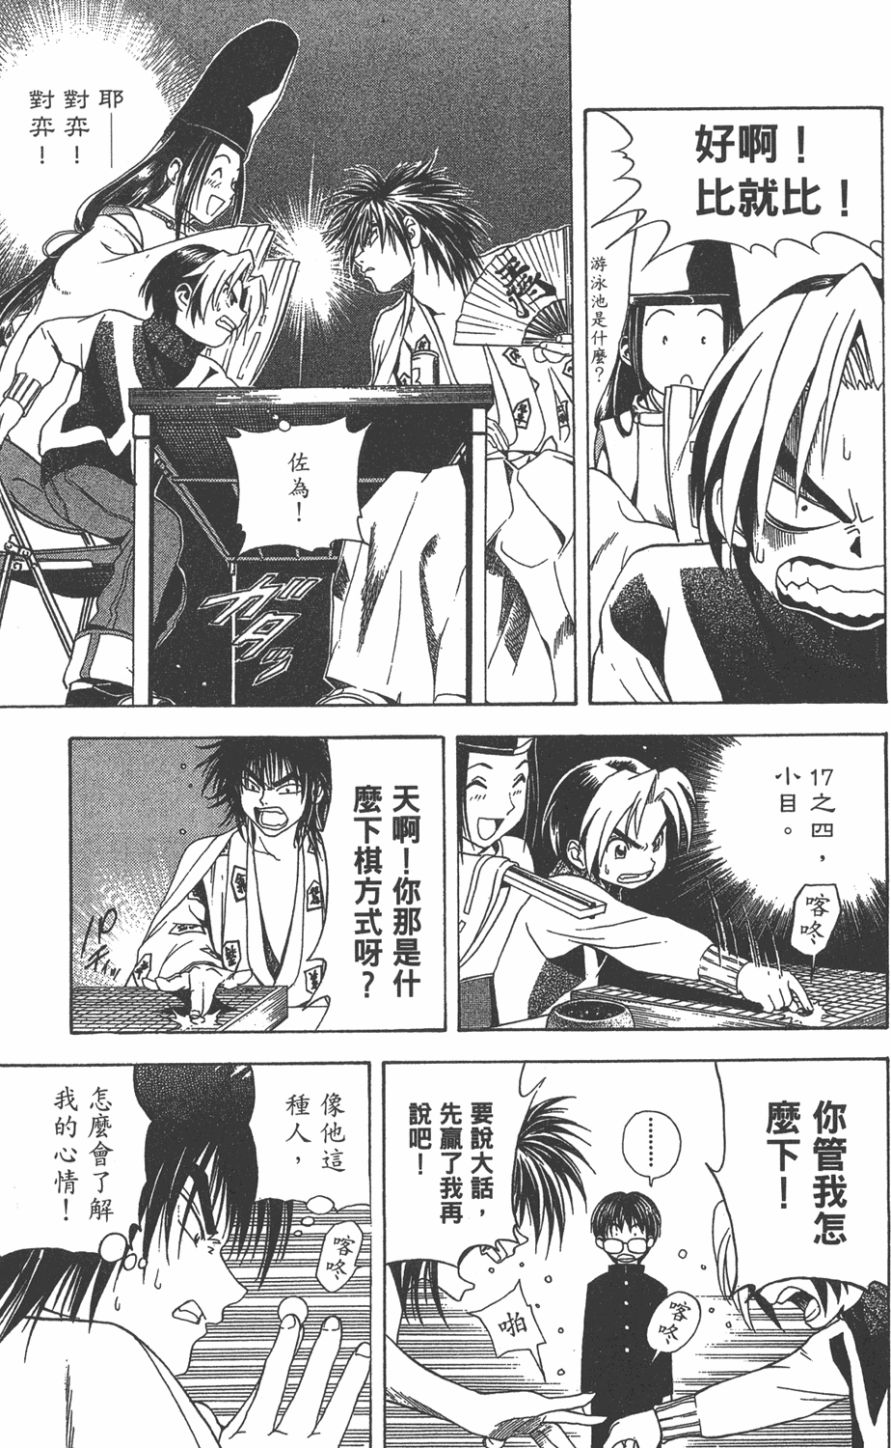 好啊！
比就比！
游泳池是什麼？
耶──
對弈！
對弈！
佐為！
ガタッ
17之四，
小目。
喀咚
天啊！你那是什
麼下棋方式呀？
你管我怎
麼下！
………
要說大話，
先贏了我再
說吧！
喀咚
啪
像他這
種人，
喀咚
怎麼會了解
我的心情！